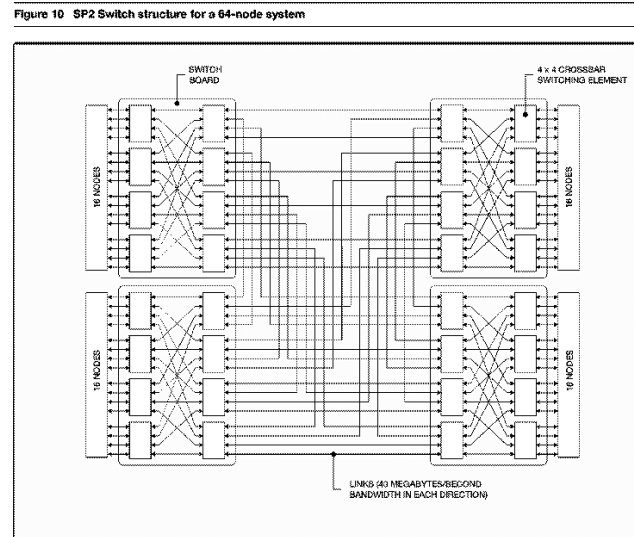 Figure 10 SP2 Switch structure for a 64-node system
SWITCH
BOARD
4 x 4 CROSSBAR
SWITCHING ELEMENT
16 NODES
16 NODES
16 NODES
16 NODES
LINKS (40 MEGABYTES/SECOND
BANDWIDTH IN EACH DIRECTION)